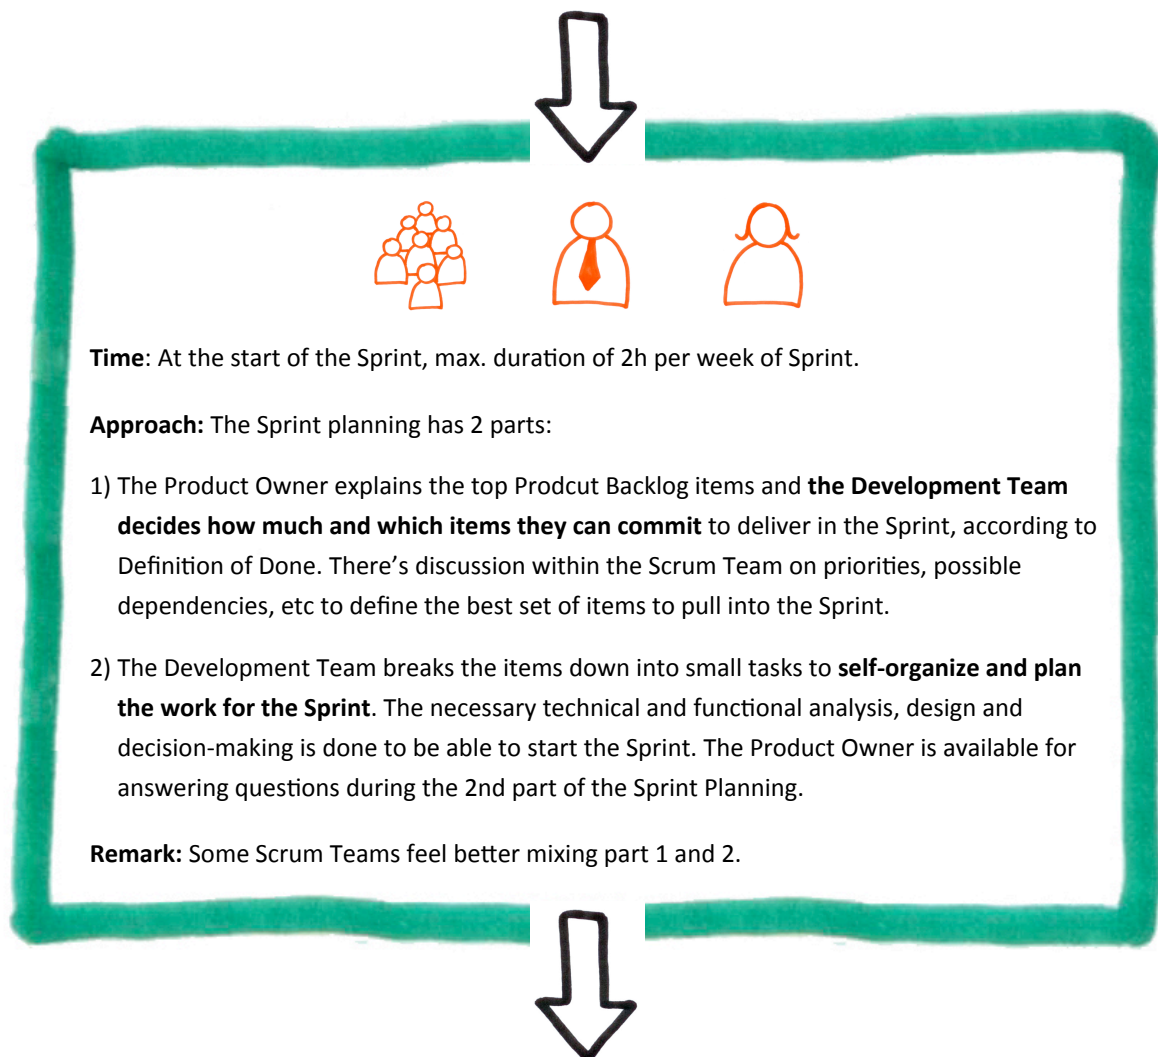 Time: At the start of the Sprint, max. duration of 2h per week of Sprint.
Approach: The Sprint planning has 2 parts:
1) The Product Owner explains the top Prodcut Backlog items and the Development Team
decides how much and which items they can commit to deliver in the Sprint, according to
Definition of Done. There’s discussion within the Scrum Team on priorities, possible
dependencies, etc to define the best set of items to pull into the Sprint.
2) The Development Team breaks the items down into small tasks to self-organize and plan
the work for the Sprint. The necessary technical and functional analysis, design and
decision-making is done to be able to start the Sprint. The Product Owner is available for
answering questions during the 2nd part of the Sprint Planning.
Remark: Some Scrum Teams feel better mixing part 1 and 2.